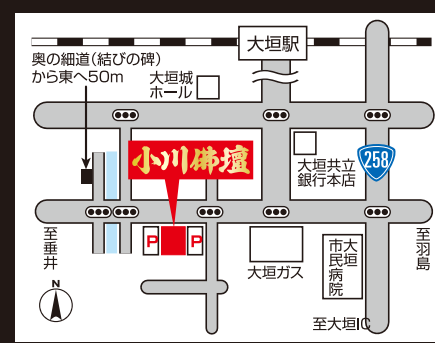 大垣駅
奥の細道(結びの碑)
から東へ50m
大垣城
ホール
小川佛壇
大垣共立
銀行本店
258
P
P
至垂井
大垣ガス
大垣
市民病院
至羽島
N
至大垣IC